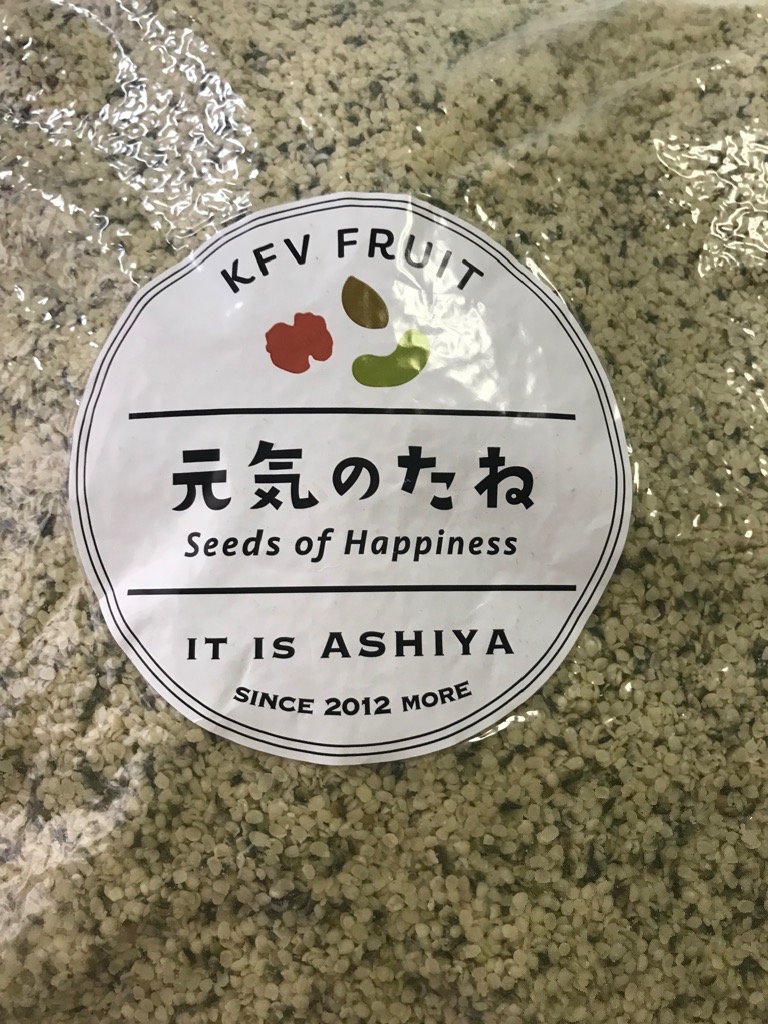 KFV FRUIT
元気のたね
Seeds of Happiness
IT IS ASHIYA
SINCE 2012 MORE